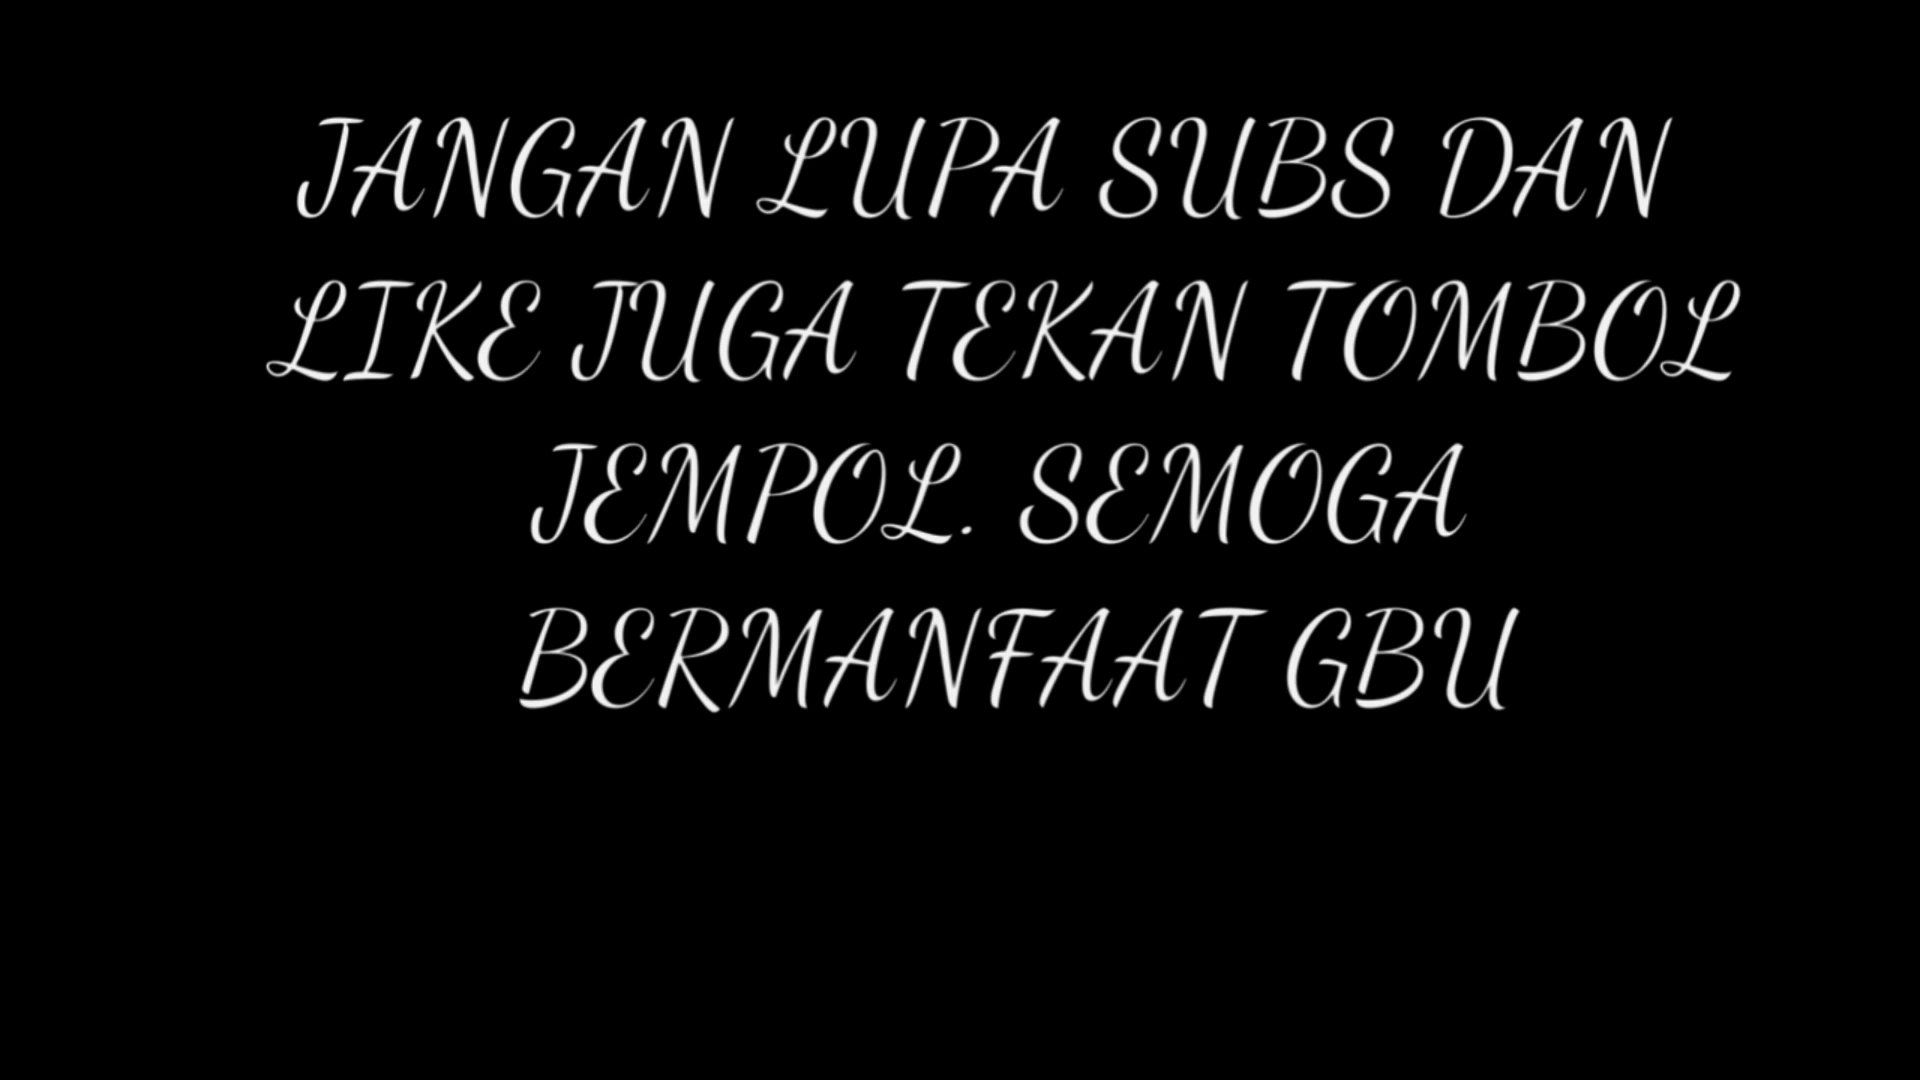 JANGAN LUPA SUBS DAN
LIKE JUGA TEKAN TOMBOL
JEMPOL. SEMOGA
BERMANFAAT GBU